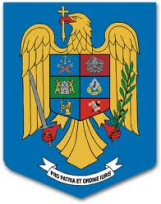 PRO PATRIA ET ORDINE IURIS